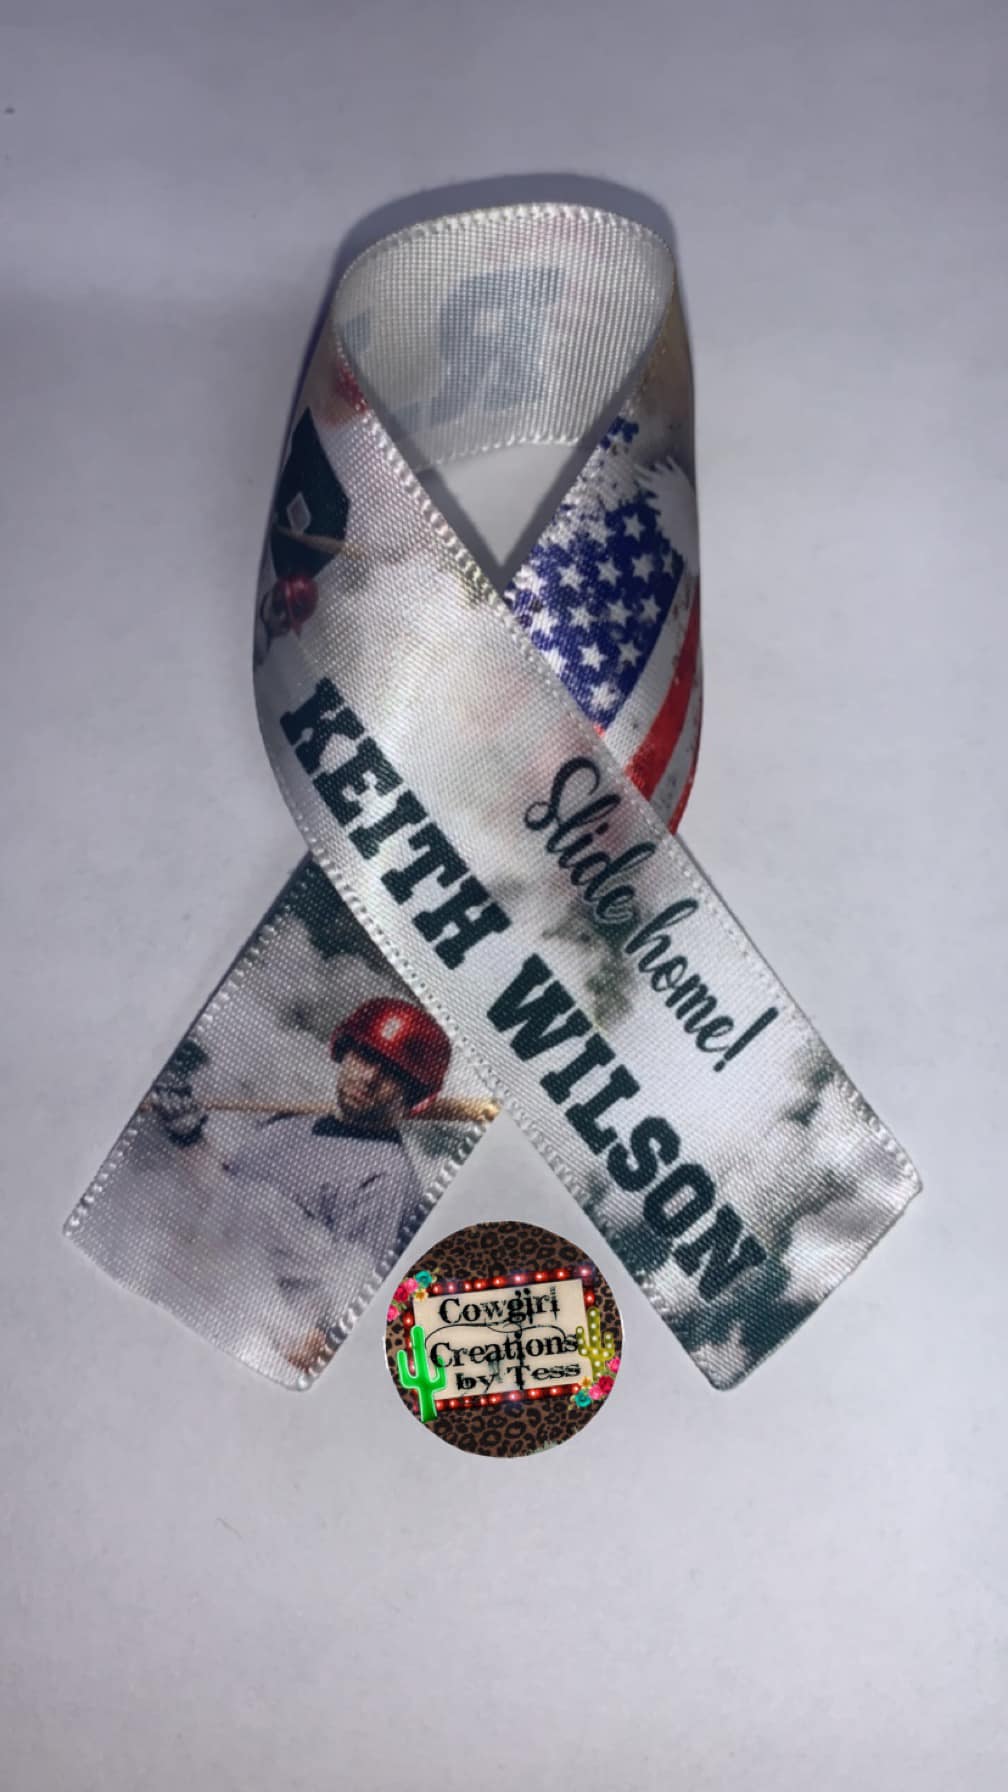 Slide home!
KEITH WILSON
Cowgirl
Creations
by Tess